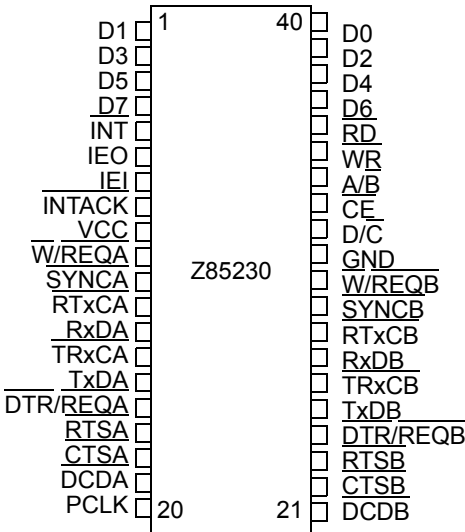 1 40
D1 D0
D3 D2
D5 D4
D7 D6
INT RD
IEO WR
IEI A/B
INTACK CE
VCC D/C
W/REQA GND
SYNCA W/REQB
Z85230
RTxCA SYNCB
RxDA RTxCB
TRxCA RxDB
TxDA TRxCB
DTR/REQA TxDB
RTSA DTR/REQB
CTSA RTSB
DCDA CTSB
PCLK DCDB
20 21